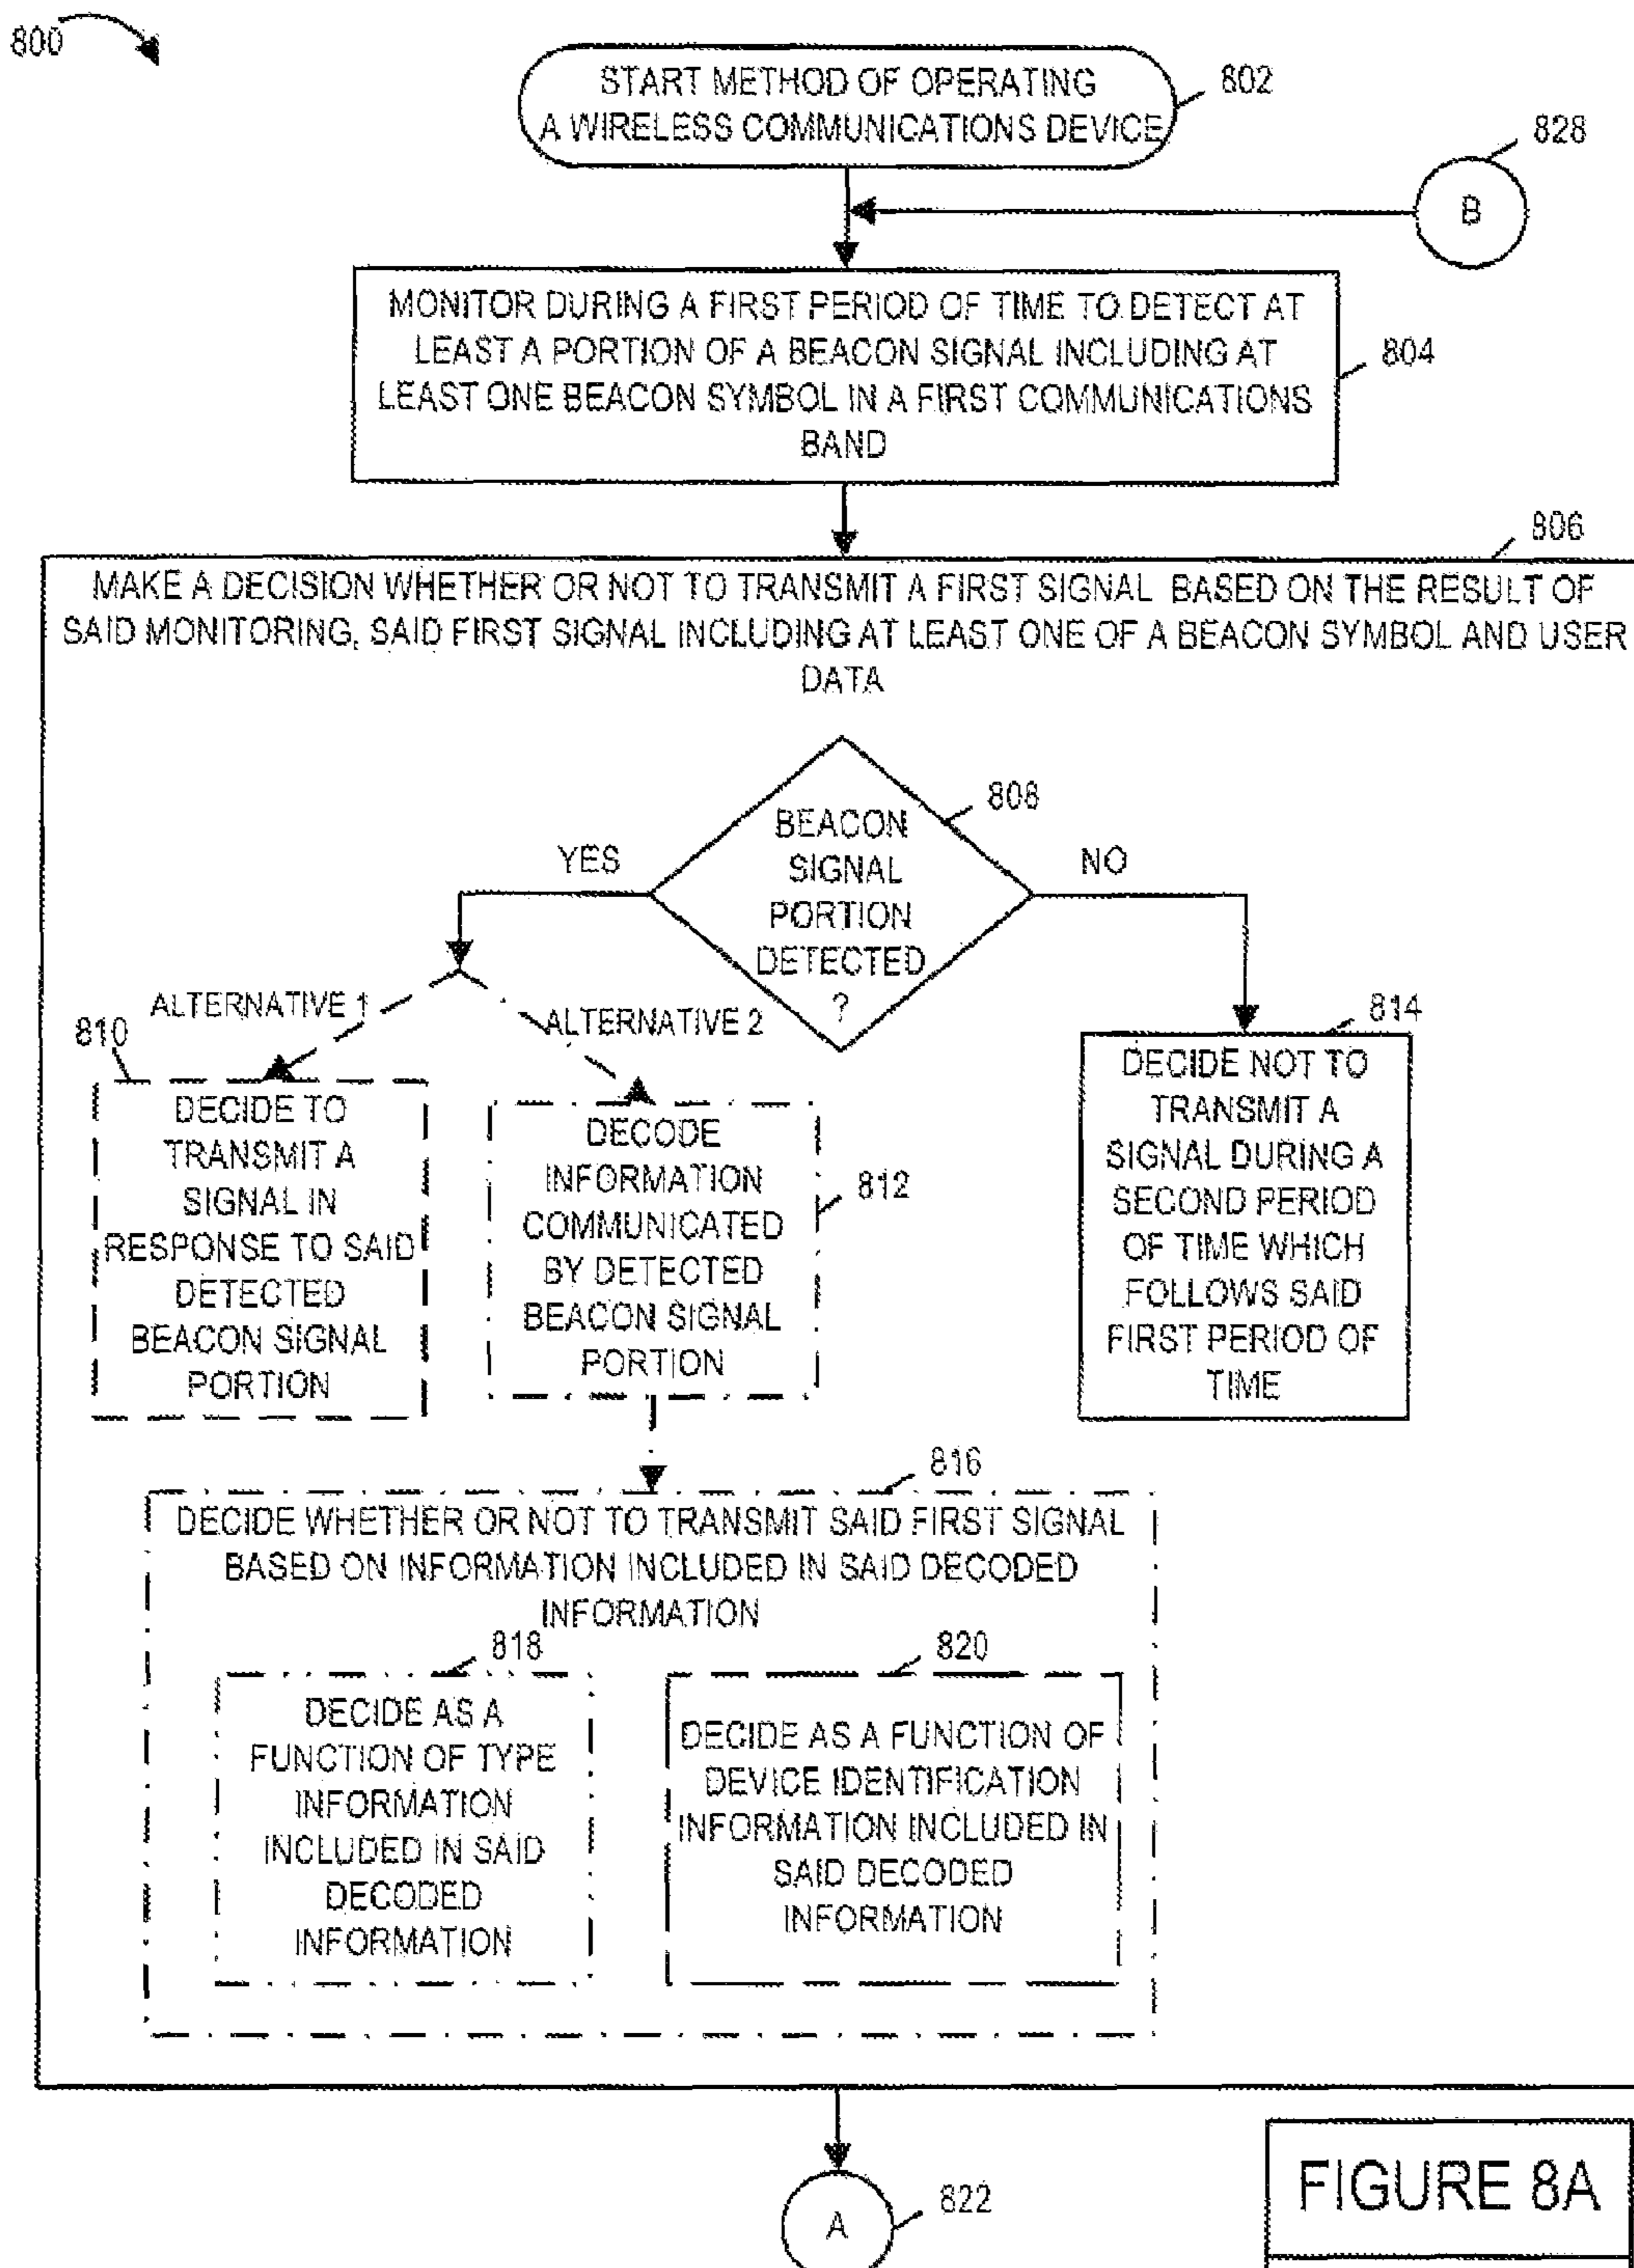 800
START METHOD OF OPERATING
A WIRELESS COMMUNICATIONS DEVICE
802
828
B
MONITOR DURING A FIRST PERIOD OF TIME TO DETECT AT
LEAST A PORTION OF A BEACON SIGNAL INCLUDING AT
LEAST ONE BEACON SYMBOL IN A FIRST COMMUNICATIONS
BAND
804
806
MAKE A DECISION WHETHER OR NOT TO TRANSMIT A FIRST SIGNAL BASED ON THE RESULT OF
SAID MONITORING, SAID FIRST SIGNAL INCLUDING AT LEAST ONE OF A BEACON SYMBOL AND USER
DATA
808
BEACON
SIGNAL
PORTION
DETECTED
?
YES
NO
ALTERNATIVE 1
ALTERNATIVE 2
810
DECIDE TO
TRANSMIT A
SIGNAL IN
RESPONSE TO SAID
DETECTED
BEACON SIGNAL
PORTION
DECODE
INFORMATION
COMMUNICATED
BY DETECTED
BEACON SIGNAL
PORTION
812
814
DECIDE NOT TO
TRANSMIT A
SIGNAL DURING A
SECOND PERIOD
OF TIME WHICH
FOLLOWS SAID
FIRST PERIOD OF
TIME
816
DECIDE WHETHER OR NOT TO TRANSMIT SAID FIRST SIGNAL
BASED ON INFORMATION INCLUDED IN SAID DECODED
INFORMATION
818
DECIDE AS A
FUNCTION OF TYPE
INFORMATION
INCLUDED IN SAID
DECODED
INFORMATION
820
DECIDE AS A FUNCTION OF
DEVICE IDENTIFICATION
INFORMATION INCLUDED IN
SAID DECODED
INFORMATION
A
822
FIGURE 8A